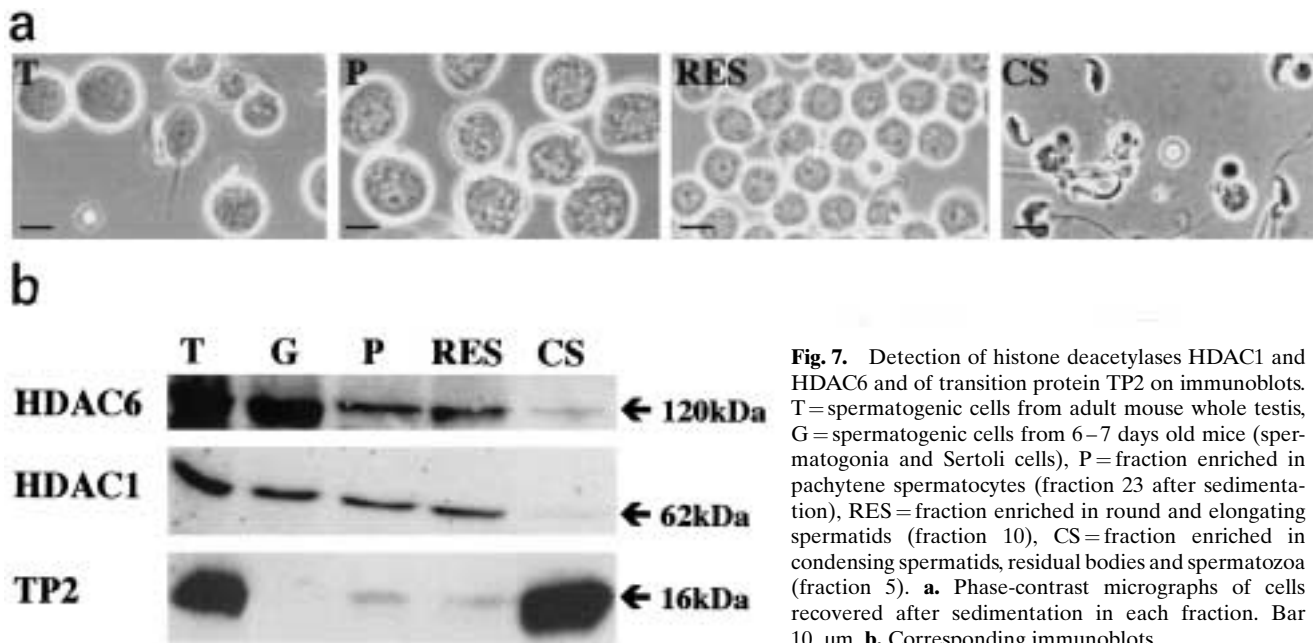 a
T P RES CS
b
T G P RES CS
HDAC6 ← 120kDa
HDAC1 ← 62kDa
TP2 ← 16kDa
Fig. 7. Detection of histone deacetylases HDAC1 and
HDAC6 and of transition protein TP2 on immunoblots.
T = spermatogenic cells from adult mouse whole testis,
G = spermatogenic cells from 6–7 days old mice (sper-
matogonia and Sertoli cells), P = fraction enriched in
pachytene spermatocytes (fraction 23 after sedimenta-
tion), RES = fraction enriched in round and elongating
spermatids (fraction 10), CS = fraction enriched in
condensing spermatids, residual bodies and spermatozoa
(fraction 5). a. Phase-contrast micrographs of cells
recovered after sedimentation in each fraction. Bar
10 µm. b. Corresponding immunoblots